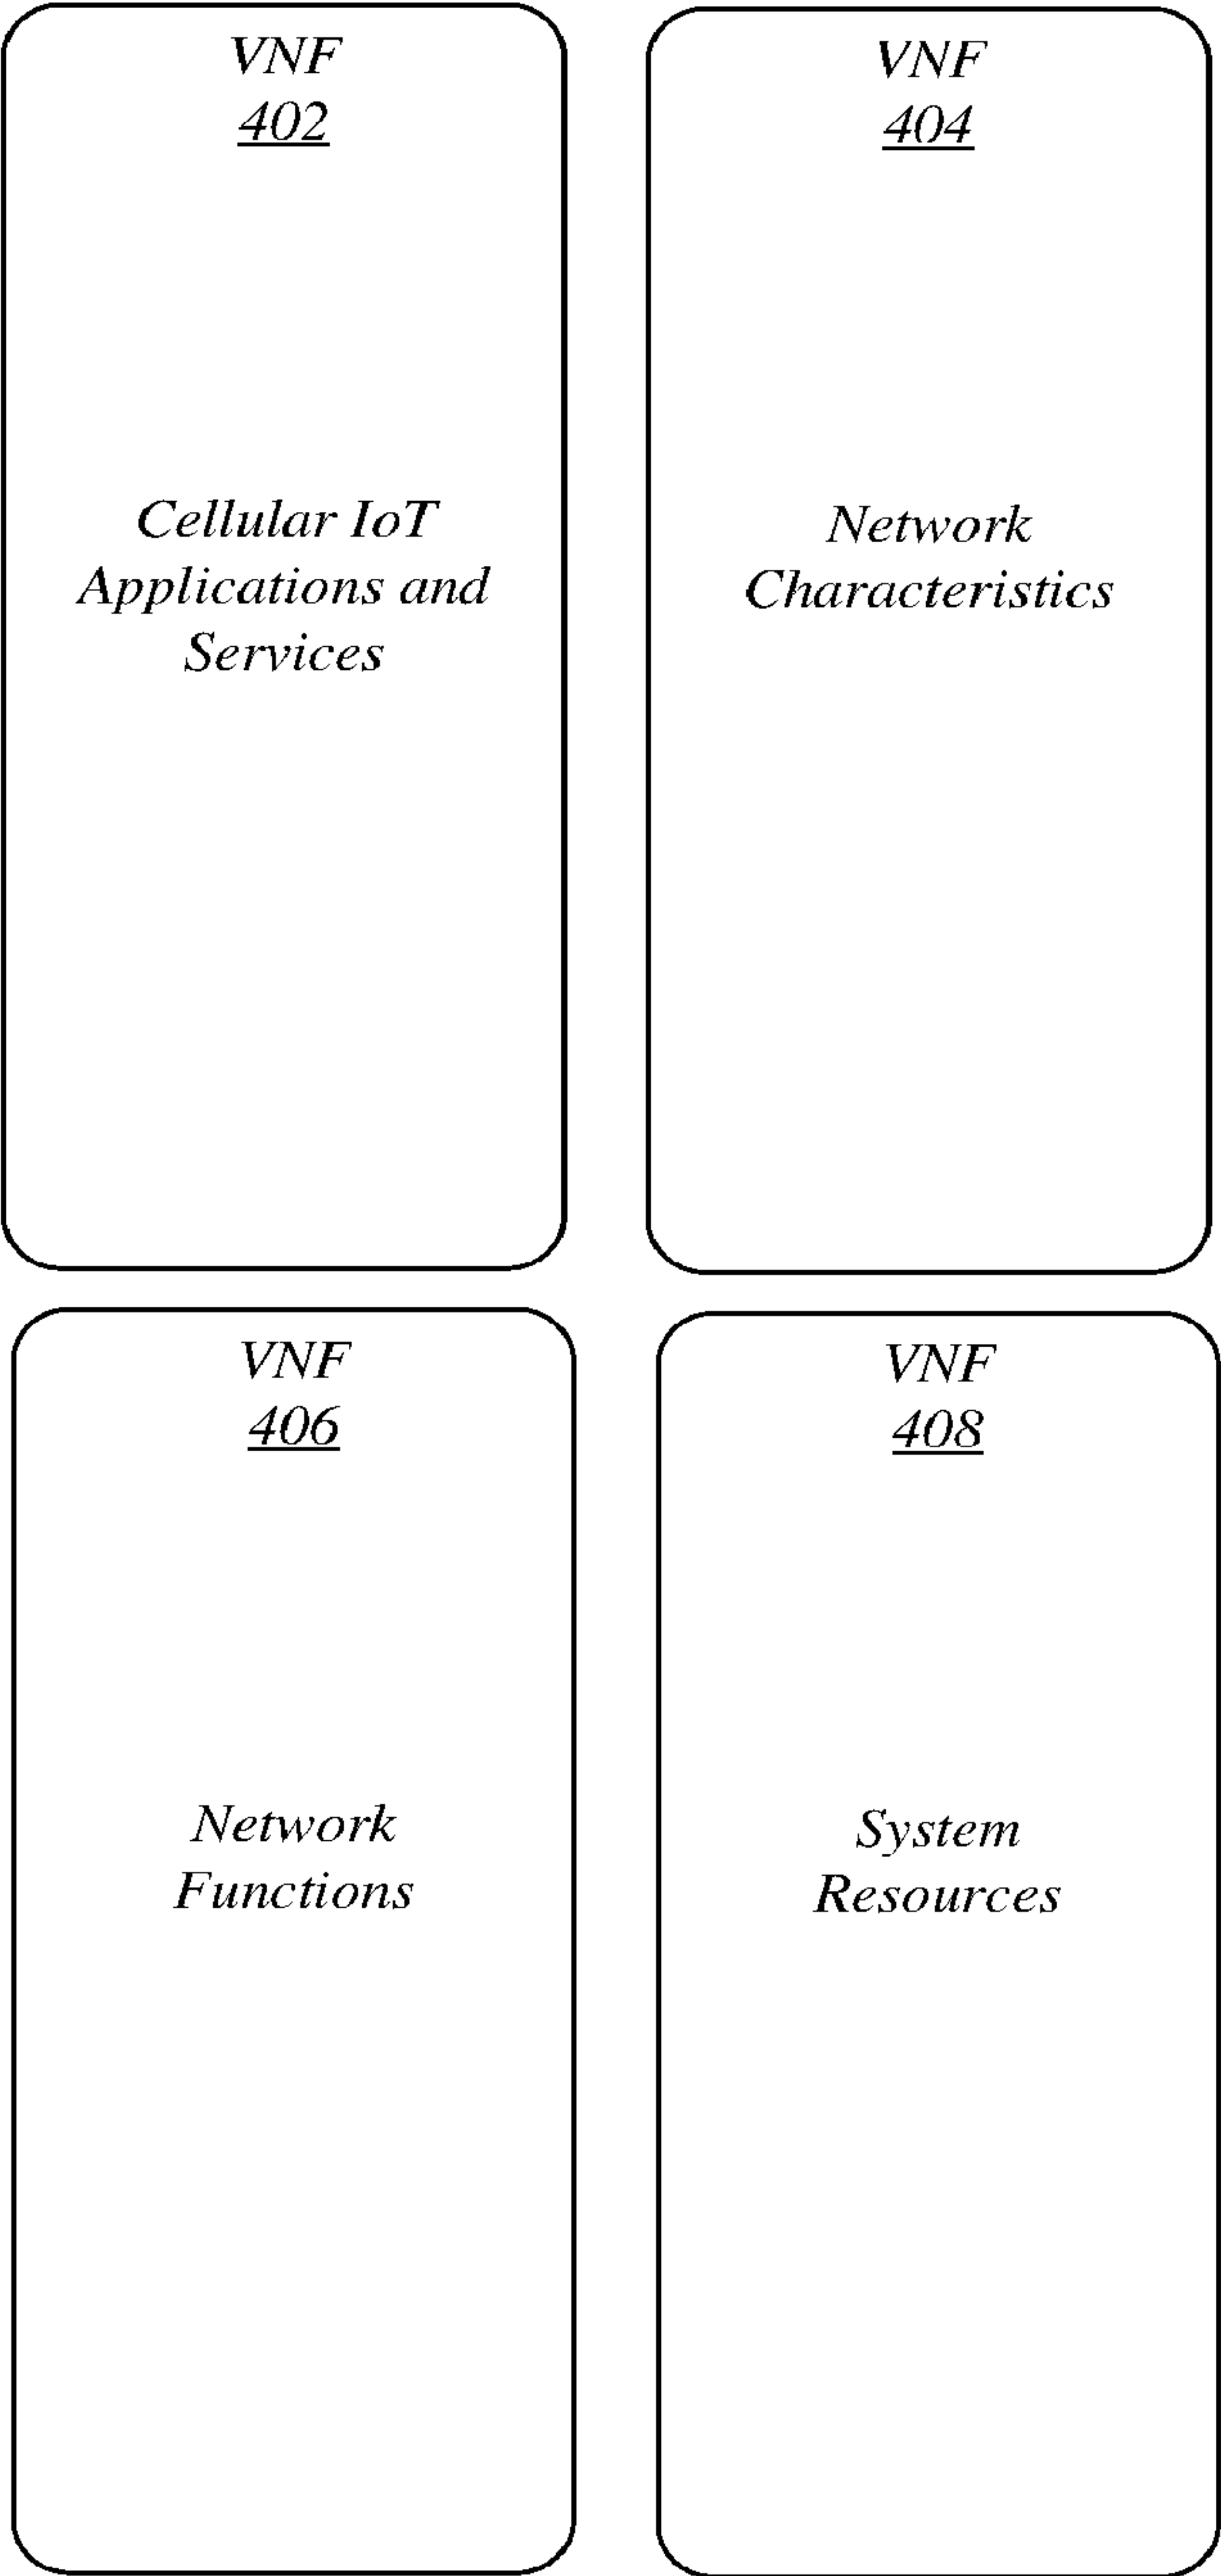 VNF
402
Cellular IoT
Applications and
Services
VNF
404
Network
Characteristics
VNF
406
Network
Functions
VNF
408
System
Resources